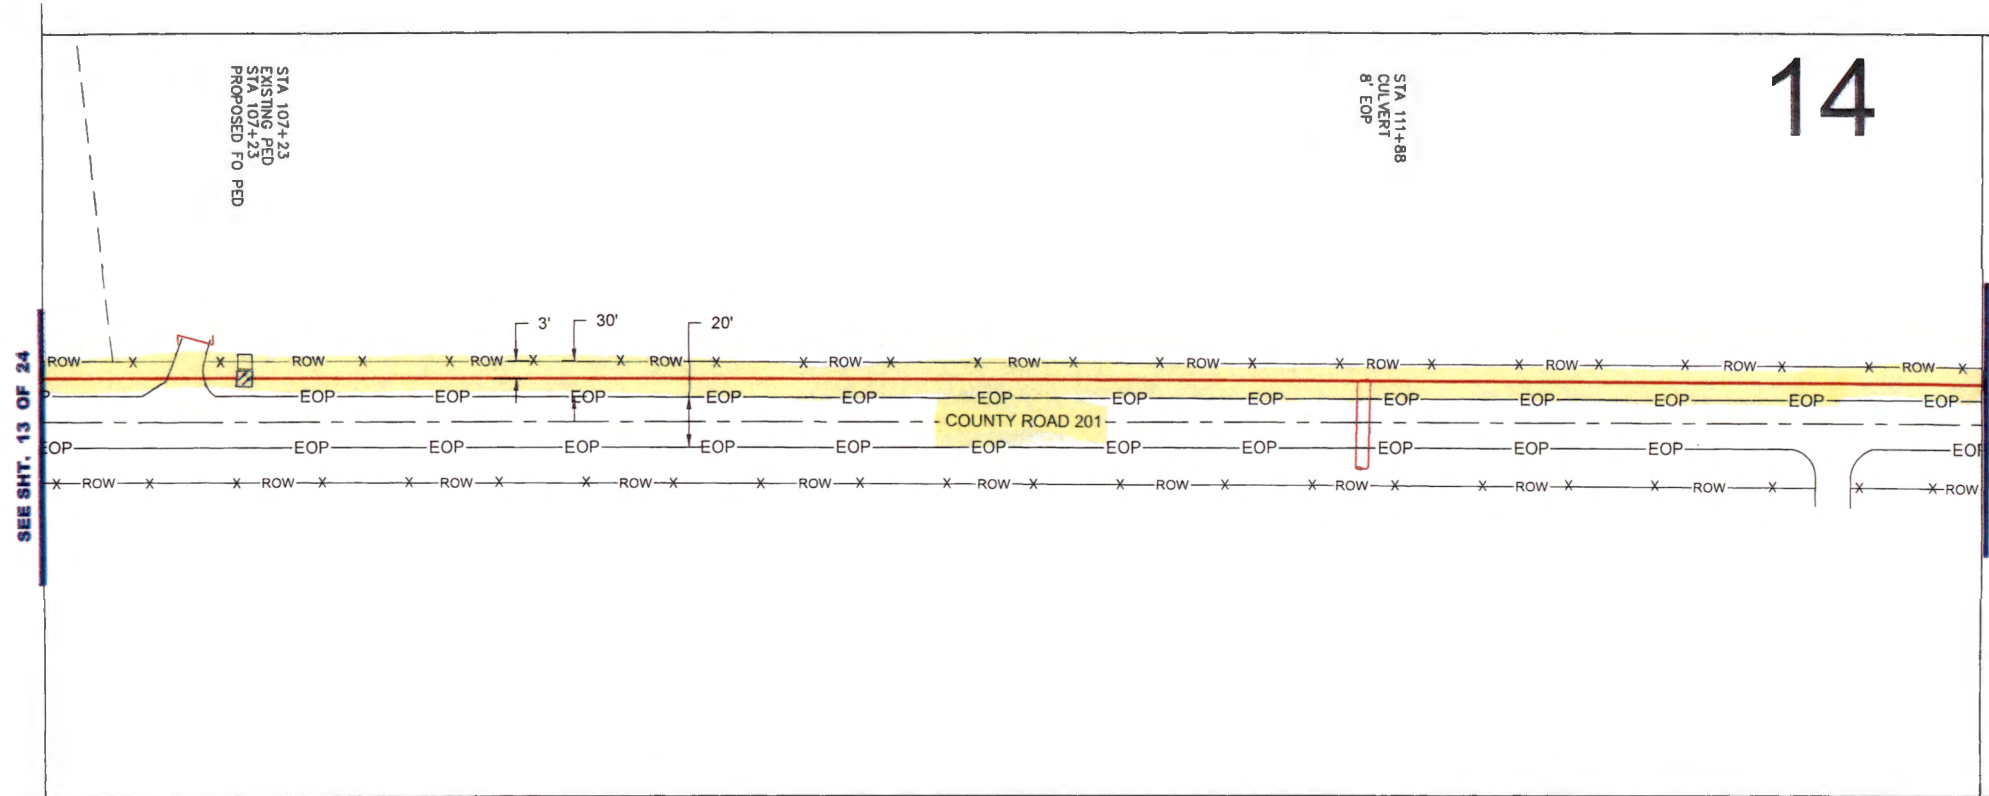 14
STA 107+23
EXISTING PED
STA 107+23
PROPOSED FO PED
STA 111+88
CULVERT
8' EOP
3' 30' 20'
ROW X X ROW X X ROW X X ROW X X ROW X X ROW X X ROW X X ROW X X ROW X X ROW X X ROW X
EOP EOP EOP EOP EOP EOP EOP EOP EOP EOP EOP EOP EOP
COUNTY ROAD 201
EOP EOP EOP EOP EOP EOP EOP EOP EOP EOP EOP EOP
X ROW X X ROW X X ROW X X ROW X X ROW X X ROW X X ROW X X ROW X X ROW X X ROW X X X ROW
SEE SHT. 13 OF 24